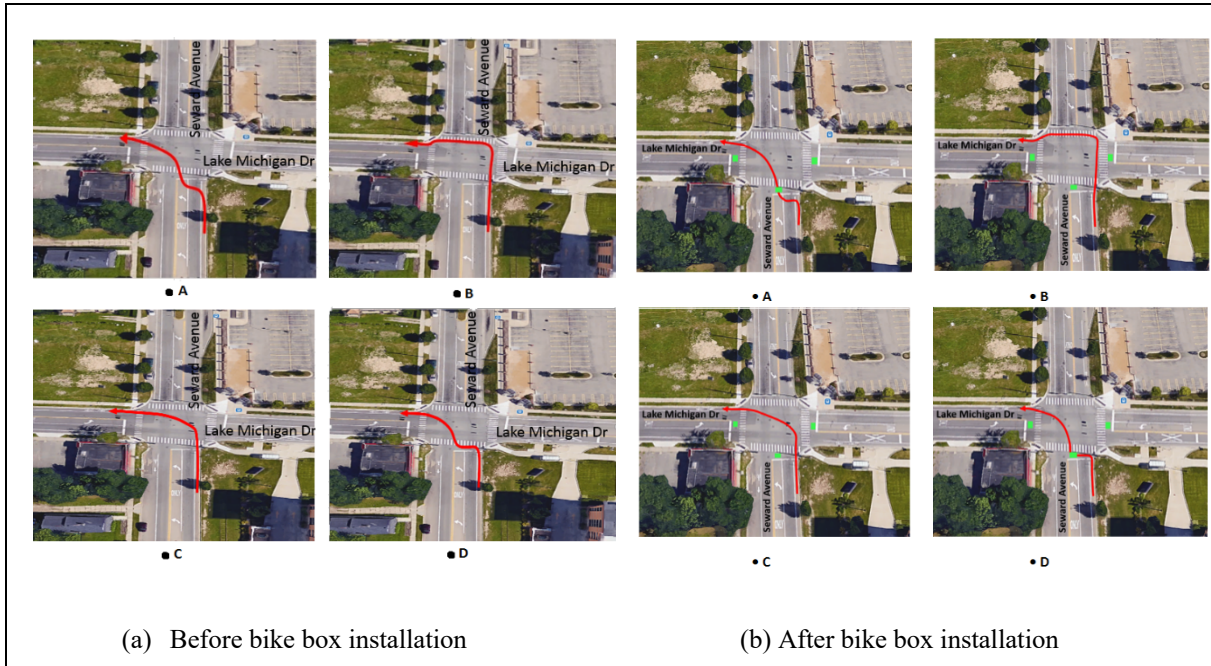 Seward Avenue
Lake Michigan Dr
Seward Avenue
Lake Michigan Dr
Lake Michigan Dr
Seward Avenue
Lake Michigan Dr
Seward Avenue
A
B
A
B
Seward Avenue
Lake Michigan Dr
Seward Avenue
Lake Michigan Dr
Lake Michigan Dr
Seward Avenue
Lake Michigan Dr
Seward Avenue
C
D
C
D
(a) Before bike box installation
(b) After bike box installation